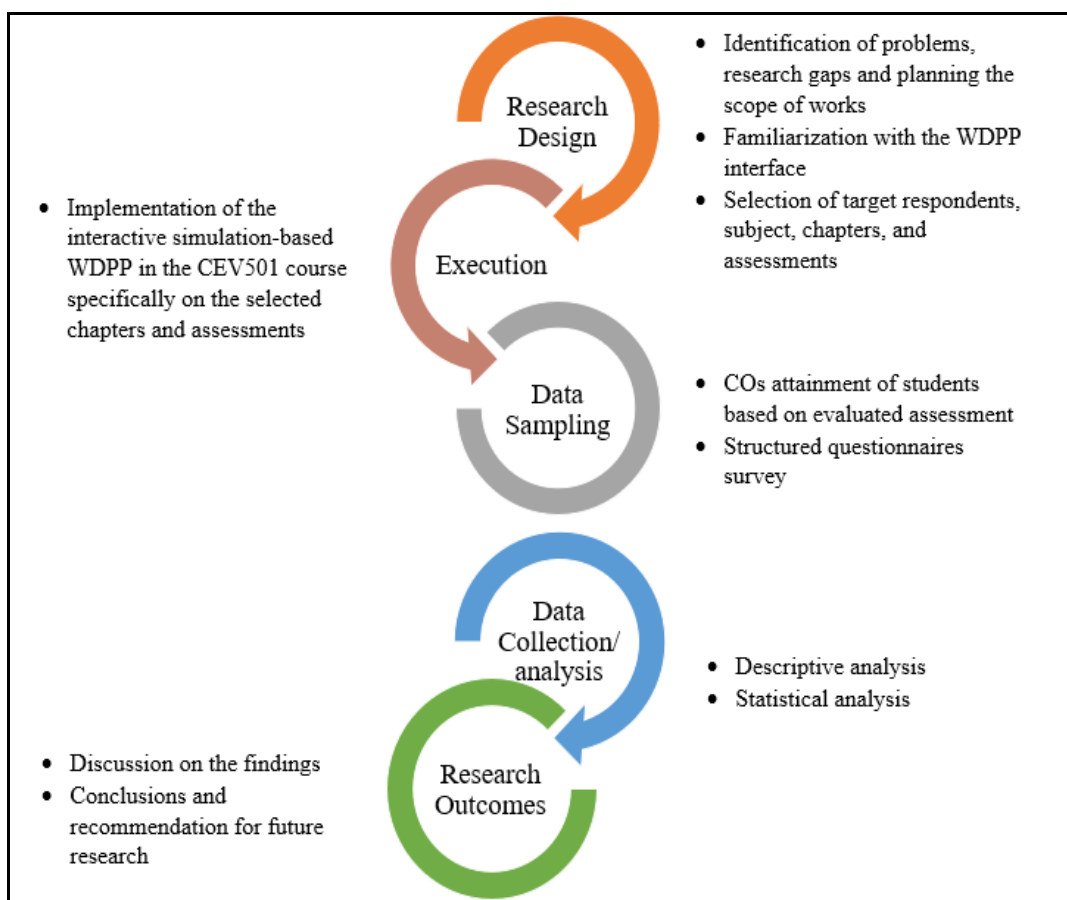 Research
Design
• Identification of problems,
research gaps and planning the
scope of works
• Familiarization with the WDPP
interface
• Selection of target respondents,
subject, chapters, and
assessments
Execution
• Implementation of the
interactive simulation-based
WDPP in the CEV501 course
specifically on the selected
chapters and assessments
Data
Sampling
• COs attainment of students
based on evaluated assessment
• Structured questionnaires
survey
Data
Collection/
analysis
• Descriptive analysis
• Statistical analysis
Research
Outcomes
• Discussion on the findings
• Conclusions and
recommendation for future
research